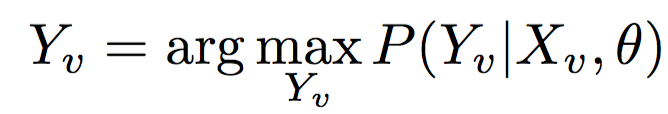 Y_v = arg max_{Y_v} P(Y_v|X_v, θ)